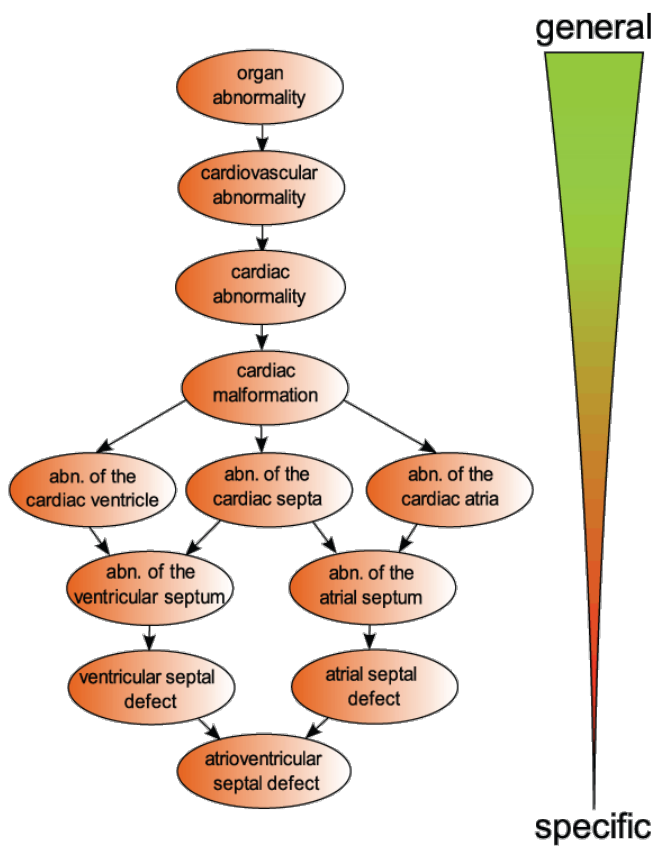 general
organ
abnormality
cardiovascular
abnormality
cardiac
abnormality
cardiac
malformation
abn. of the
cardiac ventricle
abn. of the
cardiac septa
abn. of the
cardiac atria
abn. of the
ventricular septum
abn. of the
atrial septum
ventricular septal
defect
atrial septal
defect
atrioventricular
septal defect
specific